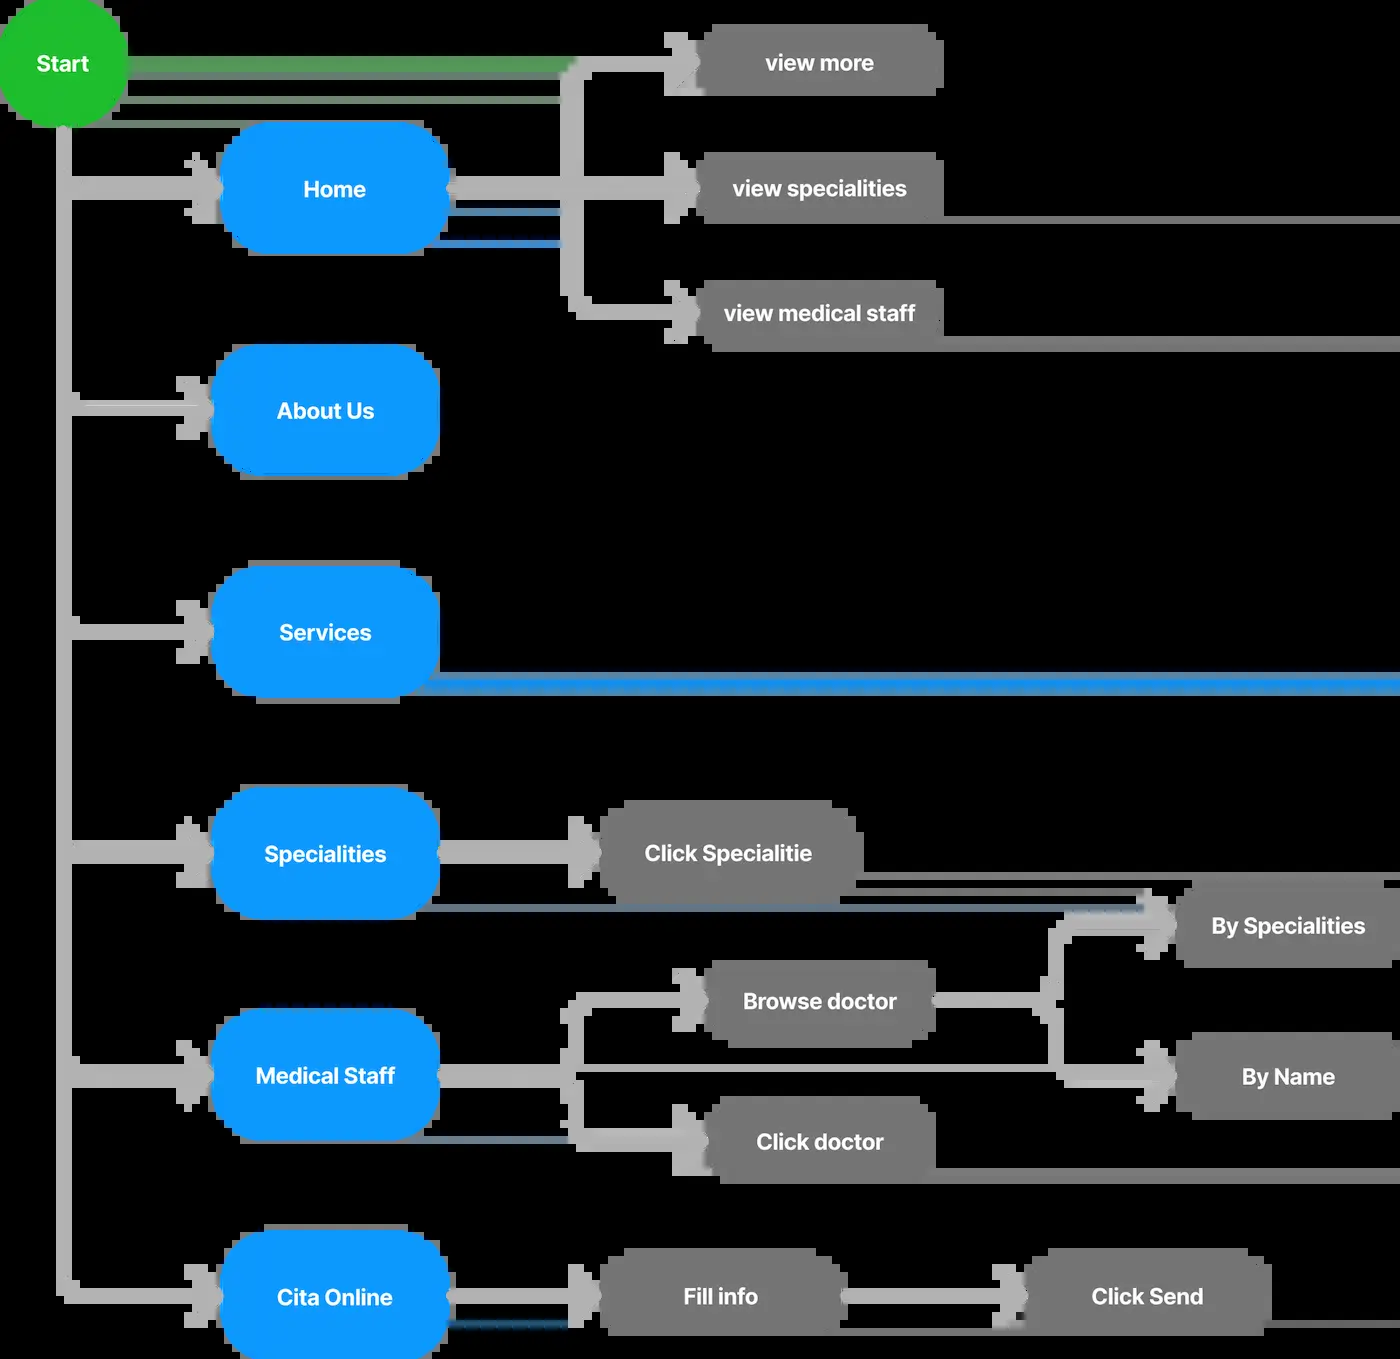 Start
view more
Home
view specialities
view medical staff
About Us
Services
Specialities
Click Specialitie
By Specialities
Browse doctor
Medical Staff
By Name
Click doctor
Cita Online
Fill info
Click Send